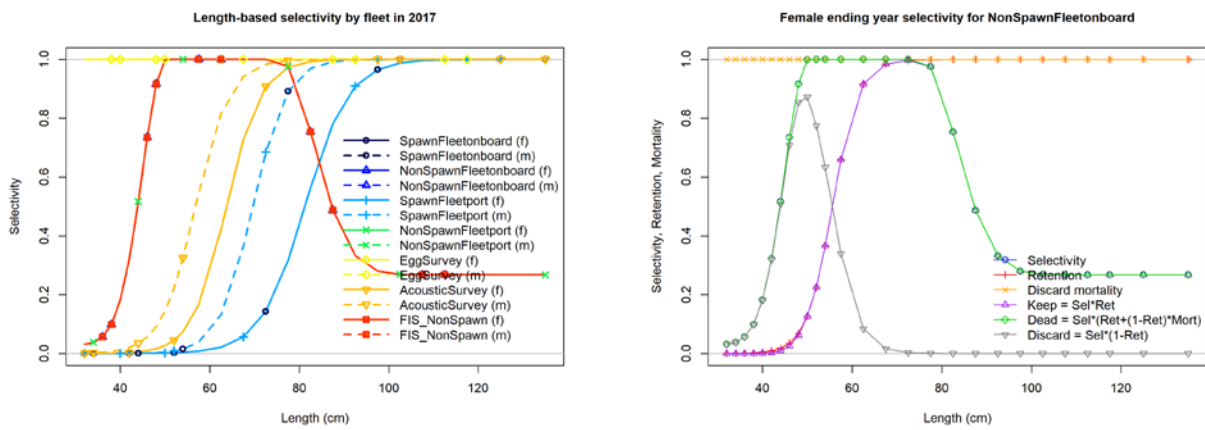 Length-based selectivity by fleet in 2017
Selectivity
1.0
0.8
0.6
0.4
0.2
0.0
SpawnFleetonboard (f)
SpawnFleetonboard (m)
NonSpawnFleetonboard (f)
NonSpawnFleetonboard (m)
SpawnFleetport (f)
SpawnFleetport (m)
NonSpawnFleetport (f)
NonSpawnFleetport (m)
EggSurvey (f)
EggSurvey (m)
AcousticSurvey (f)
AcousticSurvey (m)
FIS_NonSpawn (f)
FIS_NonSpawn (m)
40 60 80 100 120
Length (cm)
Female ending year selectivity for NonSpawnFleetonboard
Selectivity, Retention, Mortality
1.0
0.8
0.6
0.4
0.2
0.0
Selectivity
Retention
Discard mortality
Keep = Sel*Ret
Dead = Sel*(Ret+(1-Ret)*Mort)
Discard = Sel*(1-Ret)
40 60 80 100 120
Length (cm)